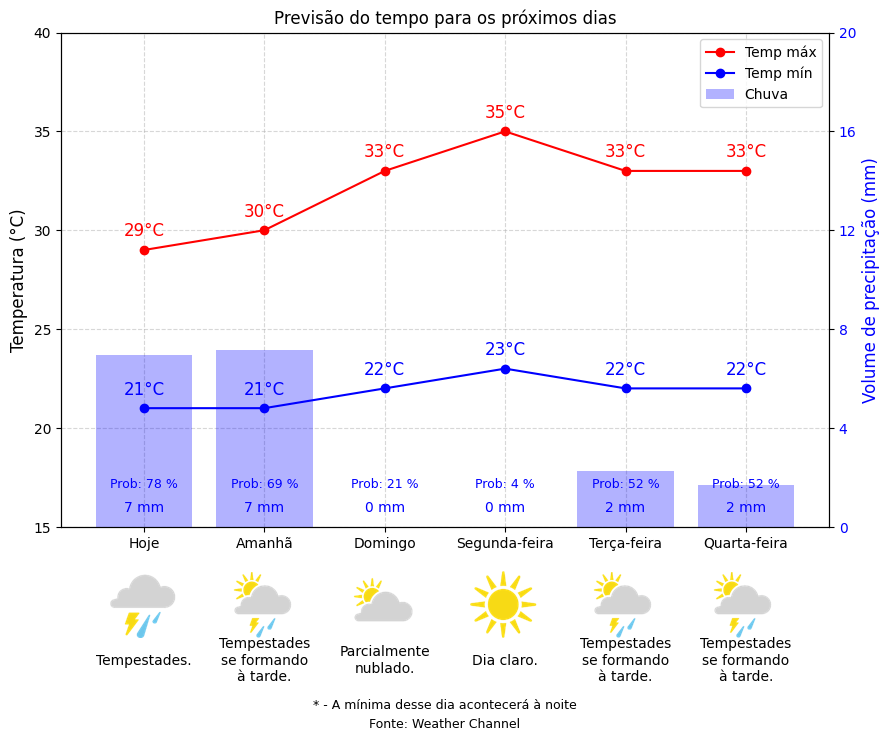 Previsão do tempo para os próximos dias
Temp máx
Temp mín
Chuva
Temperatura (°C)
Volume de precipitação (mm)
40
35
30
25
20
15
20
16
12
8
4
0
29°C
30°C
33°C
35°C
33°C
33°C
21°C
21°C
22°C
23°C
22°C
22°C
Prob: 78 %
Prob: 69 %
Prob: 21 %
Prob: 4 %
Prob: 52 %
Prob: 52 %
7 mm
7 mm
0 mm
0 mm
2 mm
2 mm
Hoje
Amanhã
Domingo
Segunda-feira
Terça-feira
Quarta-feira
Tempestades.
Tempestades
se formando
à tarde.
Parcialmente
nublado.
Dia claro.
Tempestades
se formando
à tarde.
Tempestades
se formando
à tarde.
* - A mínima desse dia acontecerá à noite
Fonte: Weather Channel